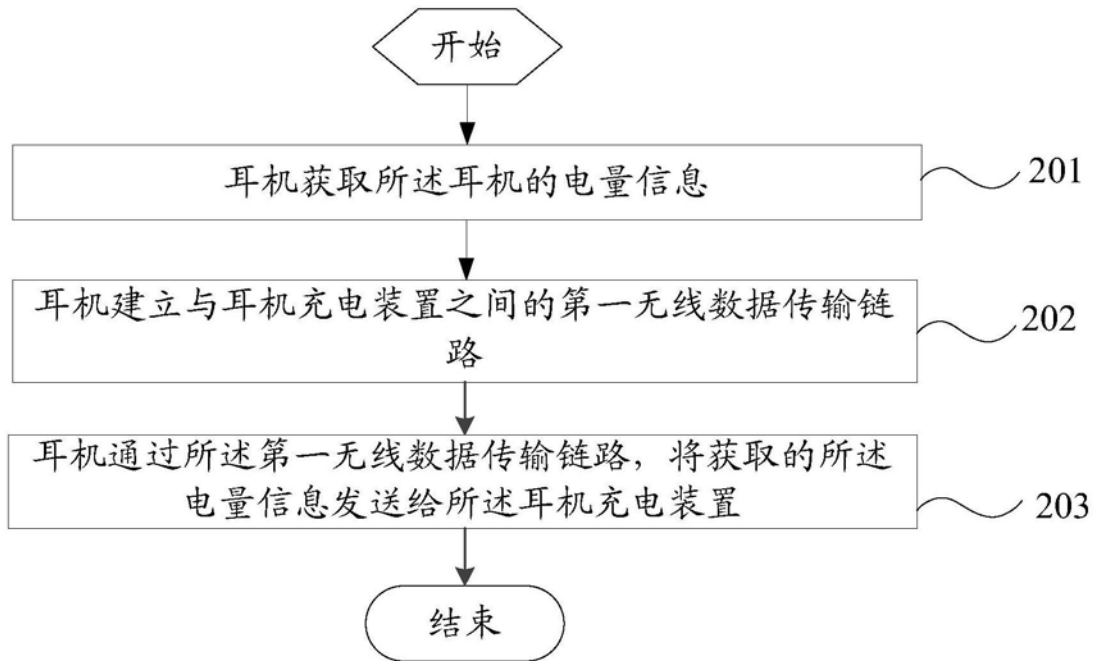 开始
耳机获取所述耳机的电量信息
201
耳机建立与耳机充电装置之间的第一无线数据传输链
路
202
耳机通过所述第一无线数据传输链路，将获取的所述
电量信息发送给所述耳机充电装置
203
结束